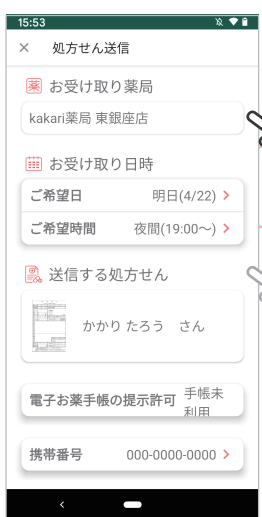 15:53
× 処方せん送信
薬 お受け取り薬局
kakari薬局 東銀座店
お受け取り日時
ご希望日 明日(4/22) >
ご希望時間 夜間(19:00〜) >
送信する処方せん
かかり たろう さん
電子お薬手帳の提示許可 手帳未
利用
携帯番号 000-0000-0000 >